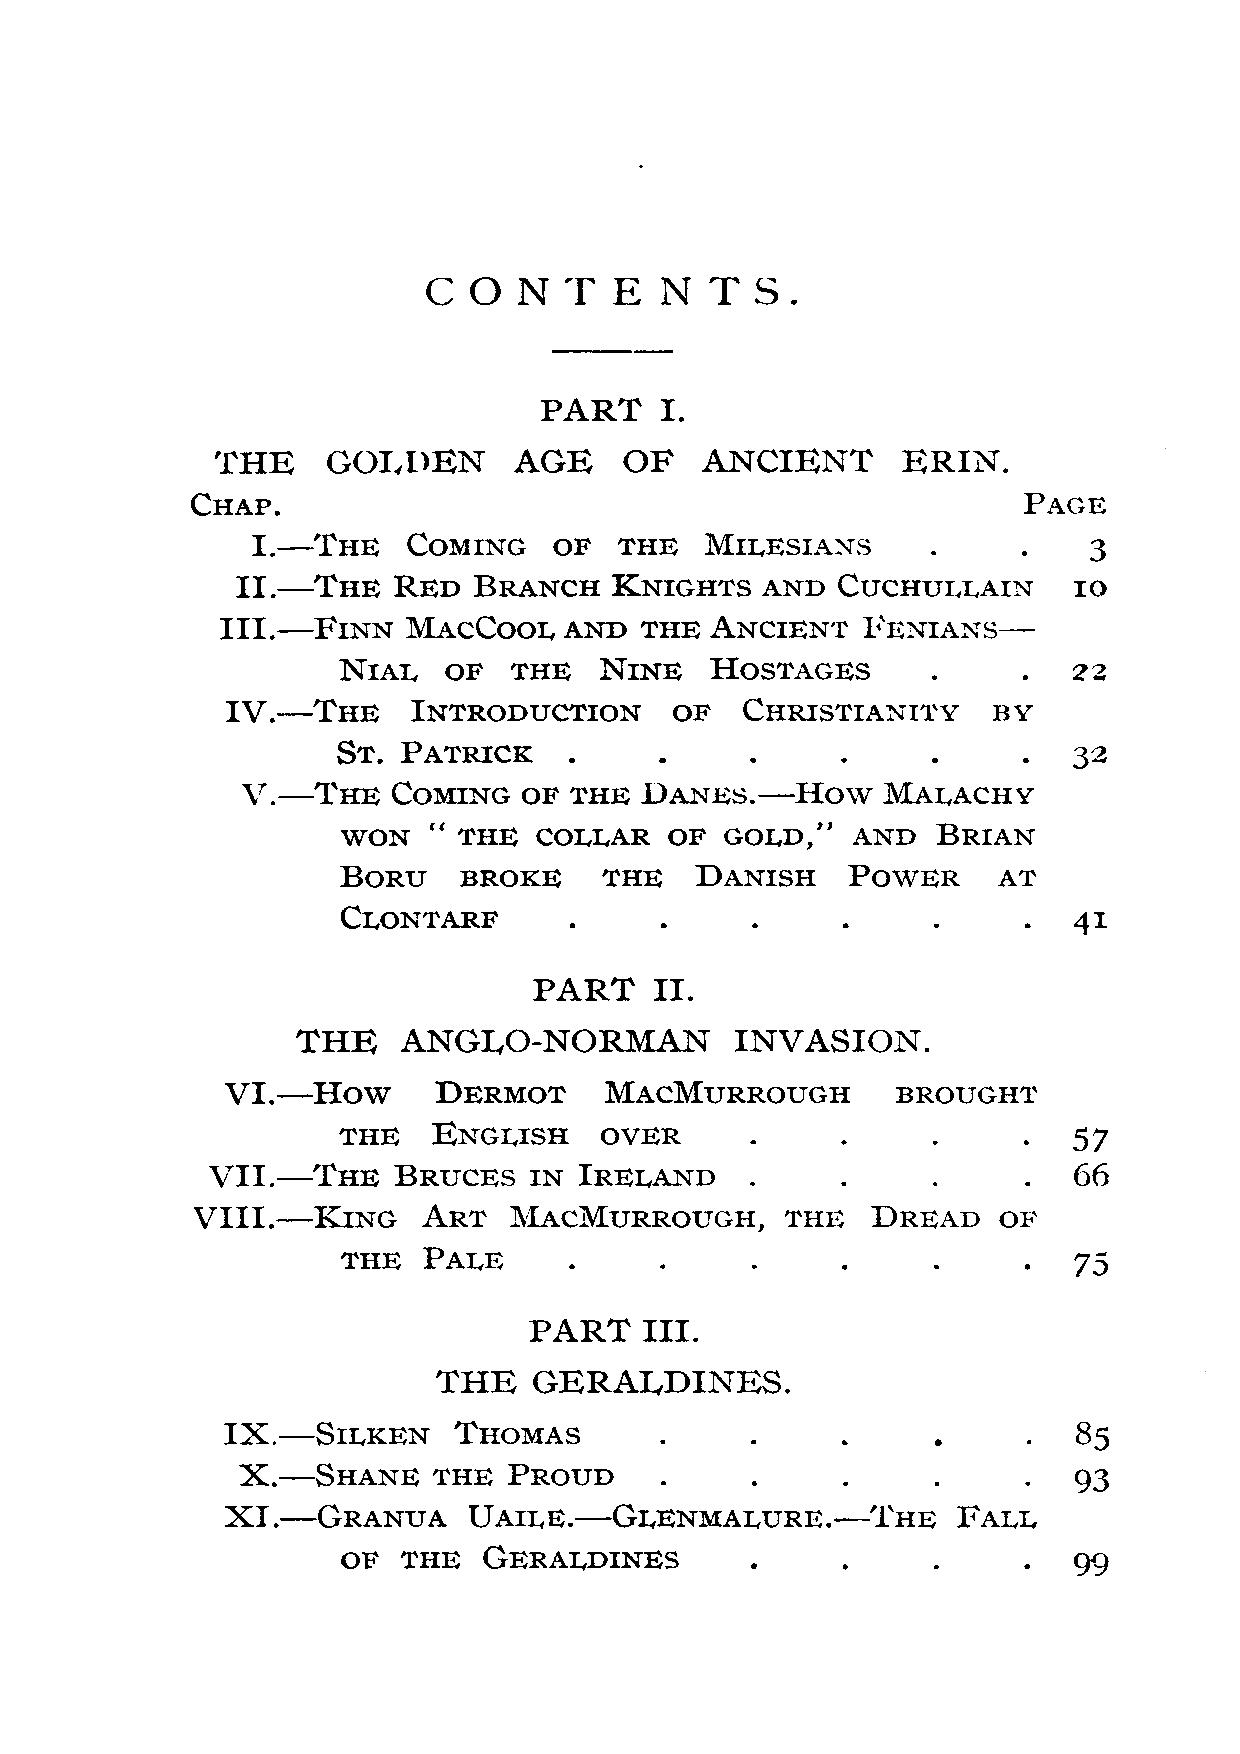 CONTENTS.
PART I.
THE GOLDEN AGE OF ANCIENT ERIN.
CHAP. PAGE
I.—THE COMING OF THE MILESIANS . . 3
II.—THE RED BRANCH KNIGHTS AND CUCHULLAIN 10
III.—FINN MACCOOL AND THE ANCIENT FENIANS—
NIAL OF THE NINE HOSTAGES . . 22
IV.—THE INTRODUCTION OF CHRISTIANITY BY
ST. PATRICK . . . . . . 32
V.—THE COMING OF THE DANES.—HOW MALACHY
WON “ THE COLLAR OF GOLD,” AND BRIAN
BORU BROKE THE DANISH POWER AT
CLONTARF . . . . . . 41
PART II.
THE ANGLO-NORMAN INVASION.
VI.—HOW DERMOT MACMURROUGH BROUGHT
THE ENGLISH OVER . . . . 57
VII.—THE BRUCES IN IRELAND . . . . 66
VIII.—KING ART MACMURROUGH, THE DREAD OF
THE PALE . . . . . . 75
PART III.
THE GERALDINES.
IX.—SILKEN THOMAS . . . . . 85
X.—SHANE THE PROUD . . . . . 93
XI.—GRANUA UAILE.—GLENMALURE.—THE FALL
OF THE GERALDINES . . . . 99